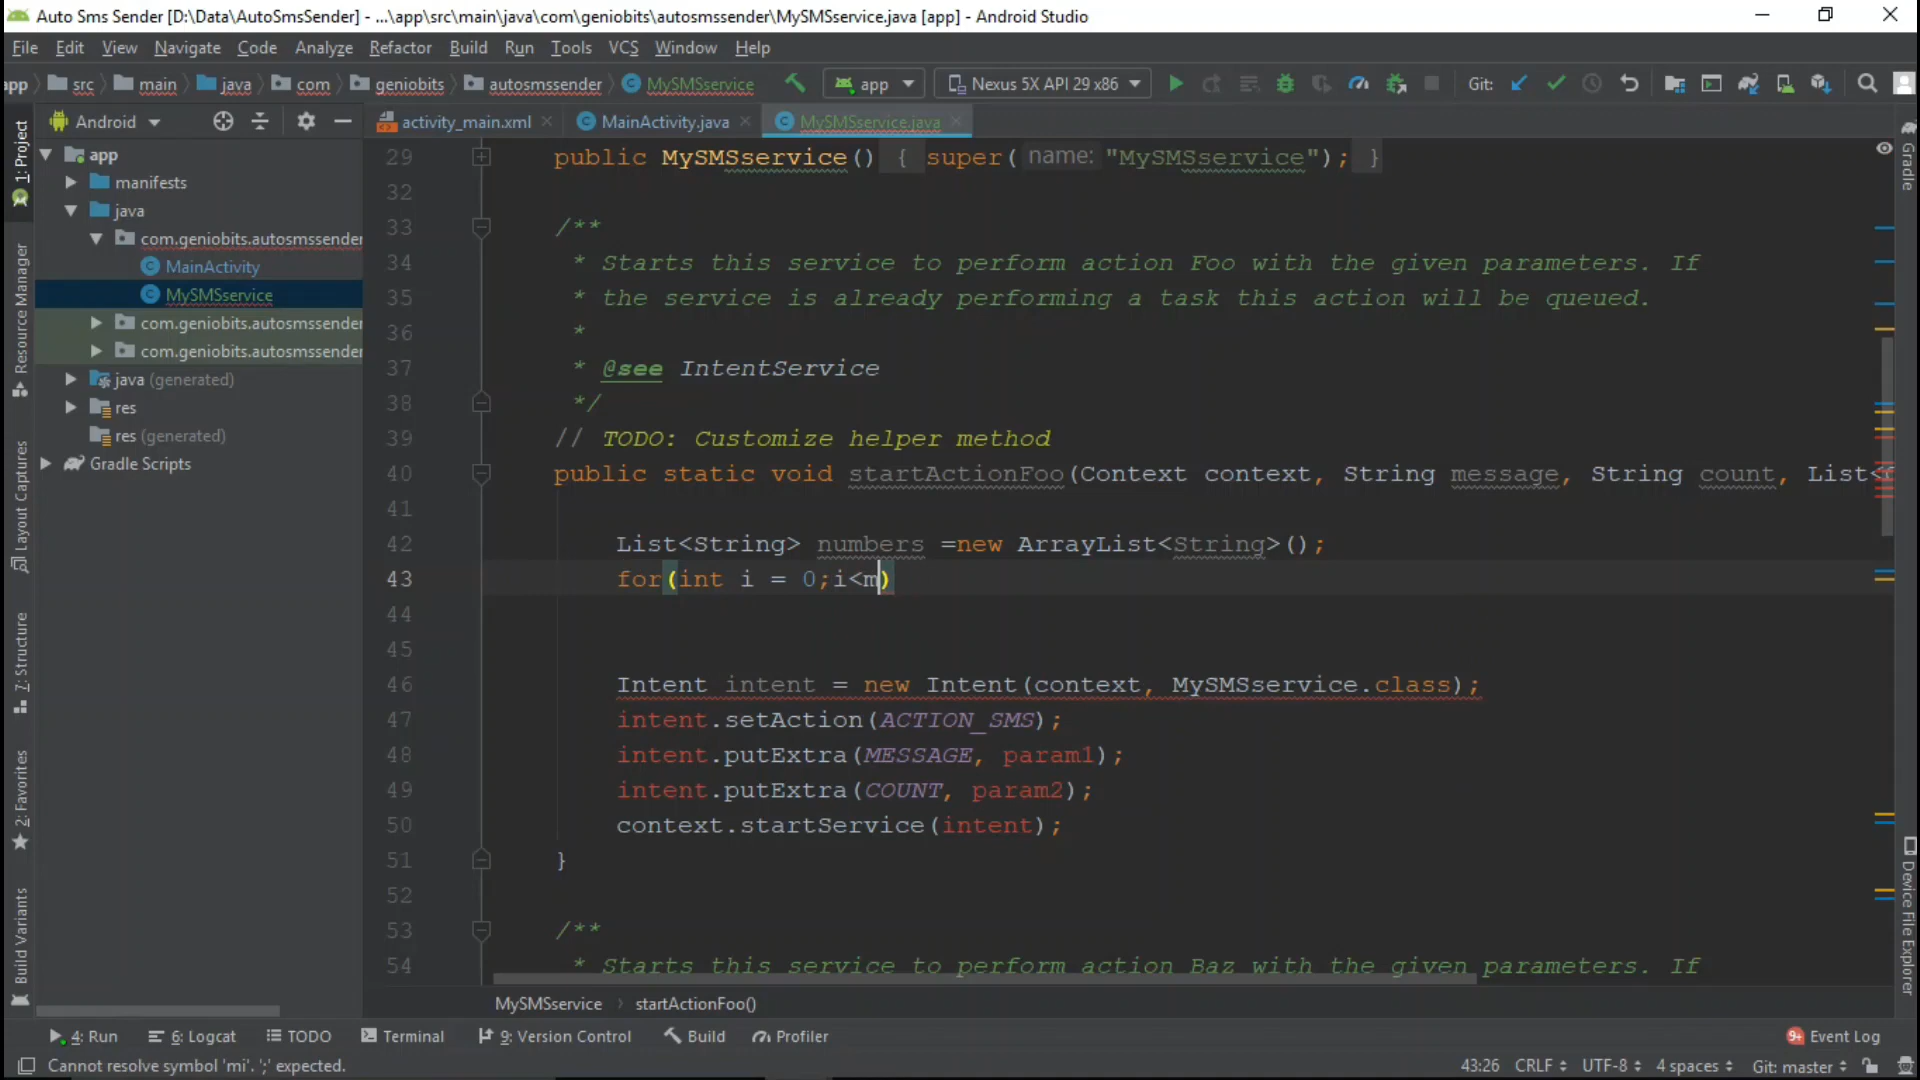 Auto Sms Sender [D:\Data\AutoSmsSender] - ...\app\src\main\java\com\geniobits\autosmssender\MySMSservice.java [app] - Android Studio
File Edit View Navigate Code Analyze Refactor Build Run Tools VCS Window Help
app src main java com geniobits autosmssender MySMSservice app Nexus 5X API 29 x86 Git:
Android activity_main.xml MainActivity.java MySMSservice.java
1: Project
Resource Manager
Layout Captures
7: Structure
2: Favorites
Build Variants
app
manifests
java
com.geniobits.autosmssender
MainActivity
MySMSservice
com.geniobits.autosmssender
com.geniobits.autosmssender
java (generated)
res
res (generated)
Gradle Scripts
29 public MySMSservice() { super( name: "MySMSservice"); }
32
33 /**
34 * Starts this service to perform action Foo with the given parameters. If
35 * the service is already performing a task this action will be queued.
36 *
37 * @see IntentService
38 */
39 // TODO: Customize helper method
40 public static void startActionFoo(Context context, String message, String count, List<
41
42 List<String> numbers =new ArrayList<String>();
43 for(int i = 0;i<m)
44
45
46 Intent intent = new Intent(context, MySMSservice.class);
47 intent.setAction(ACTION_SMS);
48 intent.putExtra(MESSAGE, param1);
49 intent.putExtra(COUNT, param2);
50 context.startService(intent);
51 }
52
53 /**
54 * Starts this service to perform action Baz with the given parameters. If
Gradle
Device File Explorer
MySMSservice startActionFoo()
4: Run 6: Logcat TODO Terminal 9: Version Control Build Profiler 9+ Event Log
Cannot resolve symbol 'mi'. ';' expected. 43:26 CRLF UTF-8 4 spaces Git: master